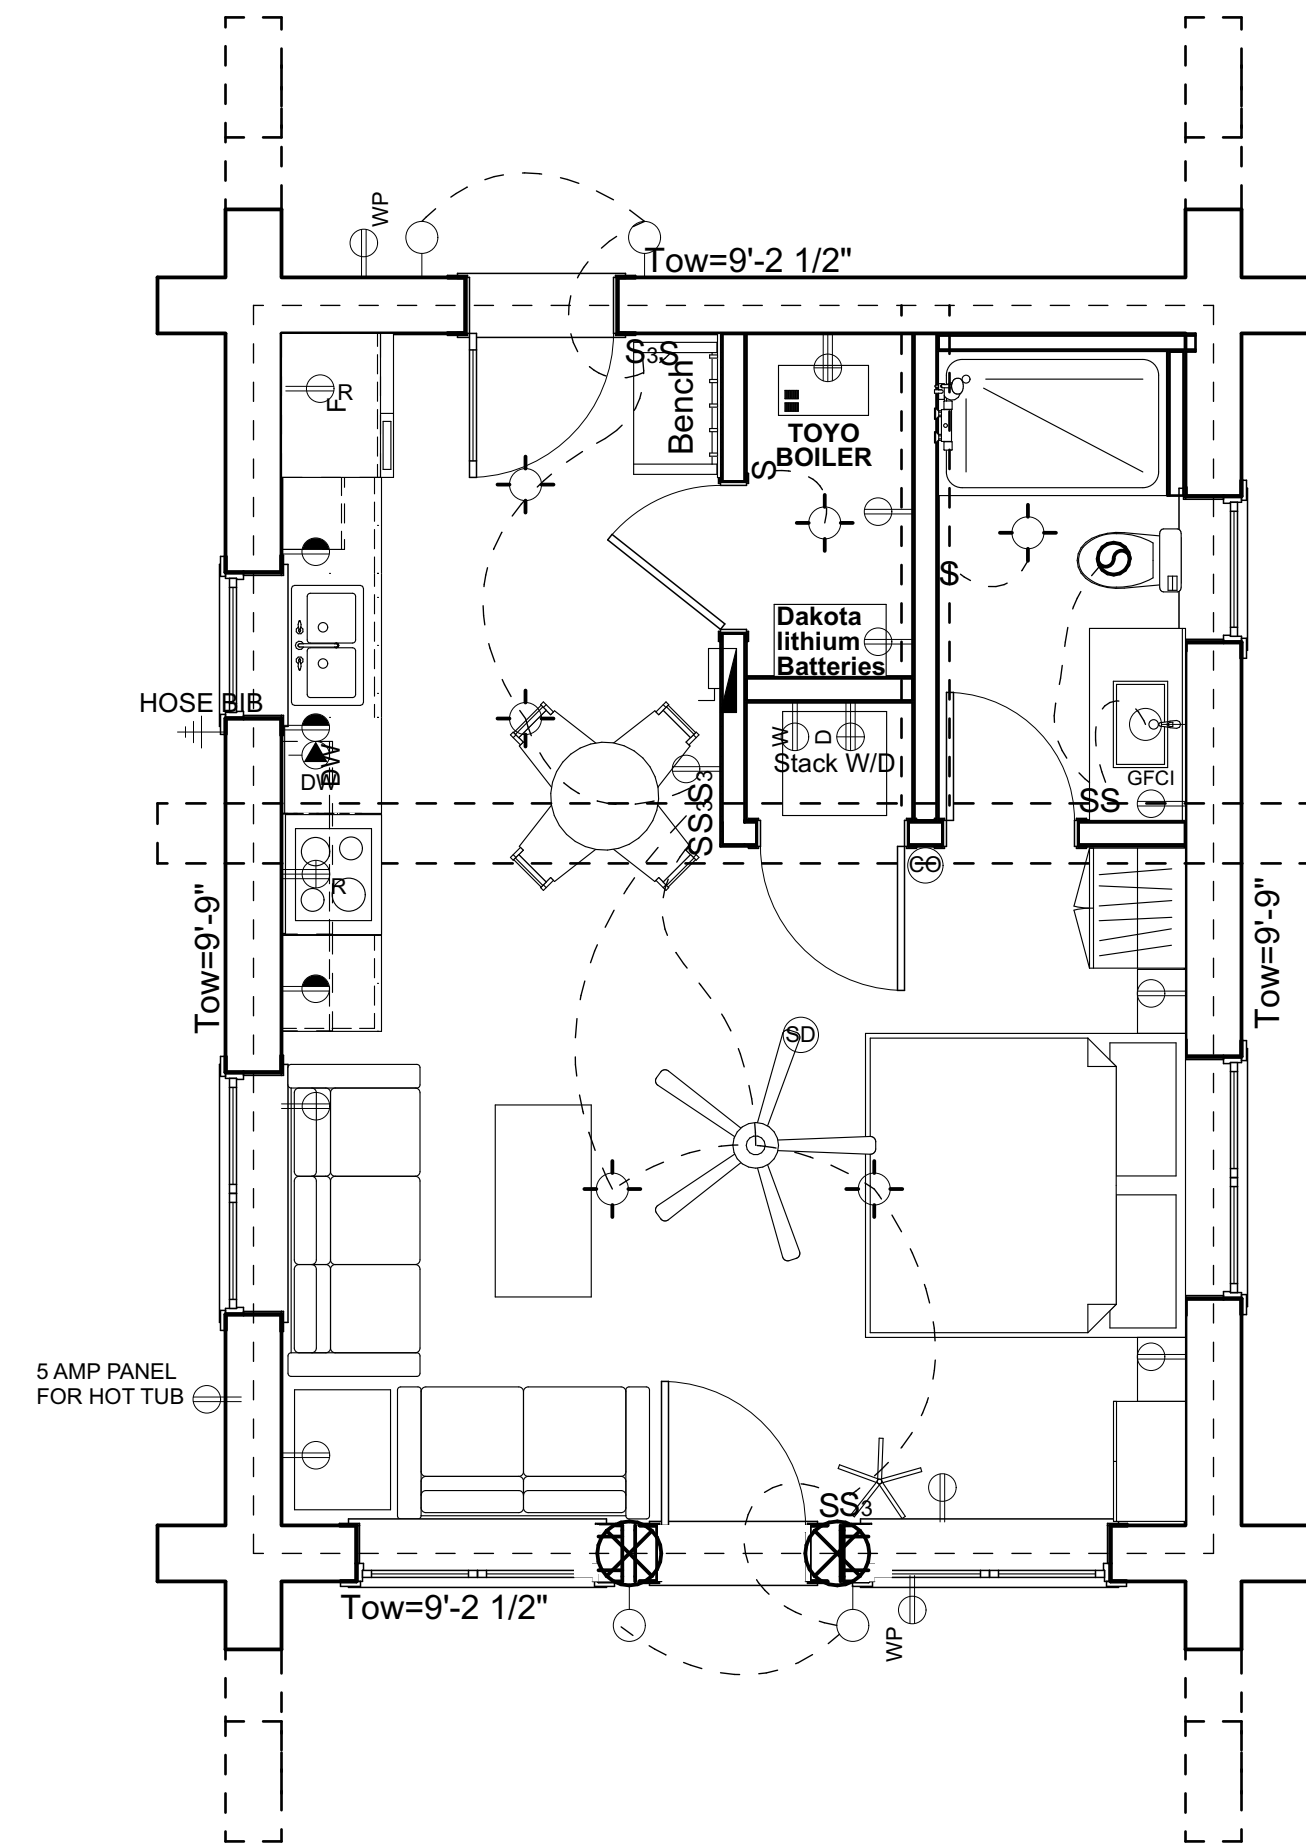 WP
Tow=9'-2 1/2"
S3S
R
F
Bench
TOYO
BOILER
S
S
Dakota
lithium
Batteries
HOSE BIB
W
D
Stack W/D
DW
DW
GFCI
SS
SS3S3
CO
R
Tow=9'-9"
Tow=9'-9"
SD
5 AMP PANEL
FOR HOT TUB
SS3
Tow=9'-2 1/2"
WP